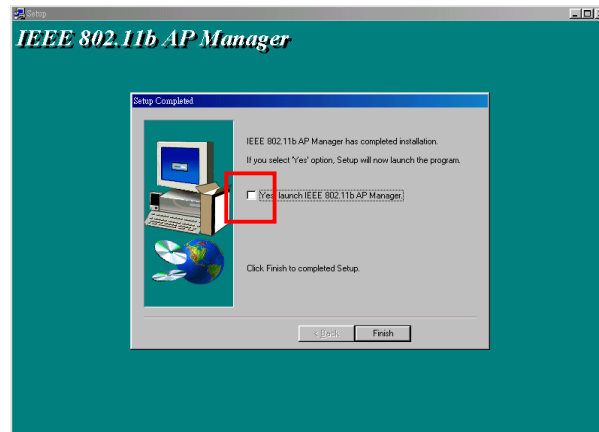 Setup
IEEE 802.11b AP Manager
Setup Completed
IEEE 802.11b AP Manager has completed installation.
If you select 'Yes' option, Setup will now launch the program.
Yes, launch IEEE 802.11b AP Manager.
Click Finish to completed Setup.
< Back
Finish